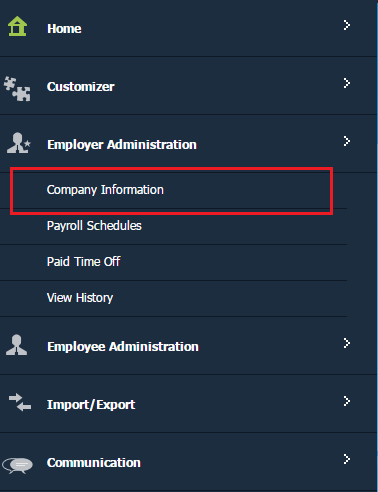 Home
Customizer
Employer Administration
Company Information
Payroll Schedules
Paid Time Off
View History
Employee Administration
Import/Export
Communication